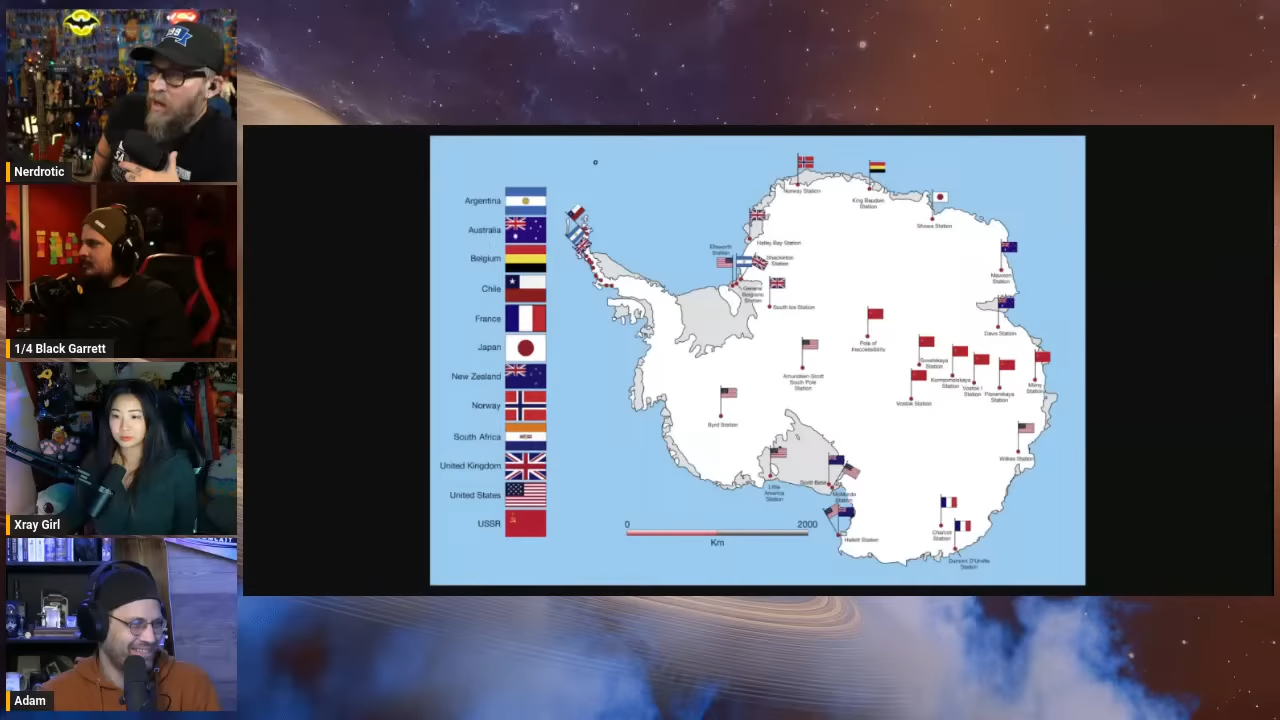 Nerdrotic
1/4 Black Garrett
Xray Girl
Adam
Argentina
Australia
Belgium
Chile
France
Japan
New Zealand
Norway
South Africa
United Kingdom
United States
USSR
0
2000
Km
Norway Station
King Baudoin
Station
Showa Station
Halley Bay Station
Ellsworth
Station
Shackleton
Station
General
Belgrano
Station
South Ice Station
Mawson
Station
Davis Station
Pole of
Inaccessibility
Sovetskaya
Station
Komsomolskaya
Station
Vostok I
Station
Pionerskaya
Station
Mirny
Station
Vostok Station
Amundsen-Scott
South Pole
Station
Byrd Station
Wilkes Station
Little
America
Station
Scott Base
McMurdo
Station
Hallett Station
Charcot
Station
Dumont D'Urville
Station